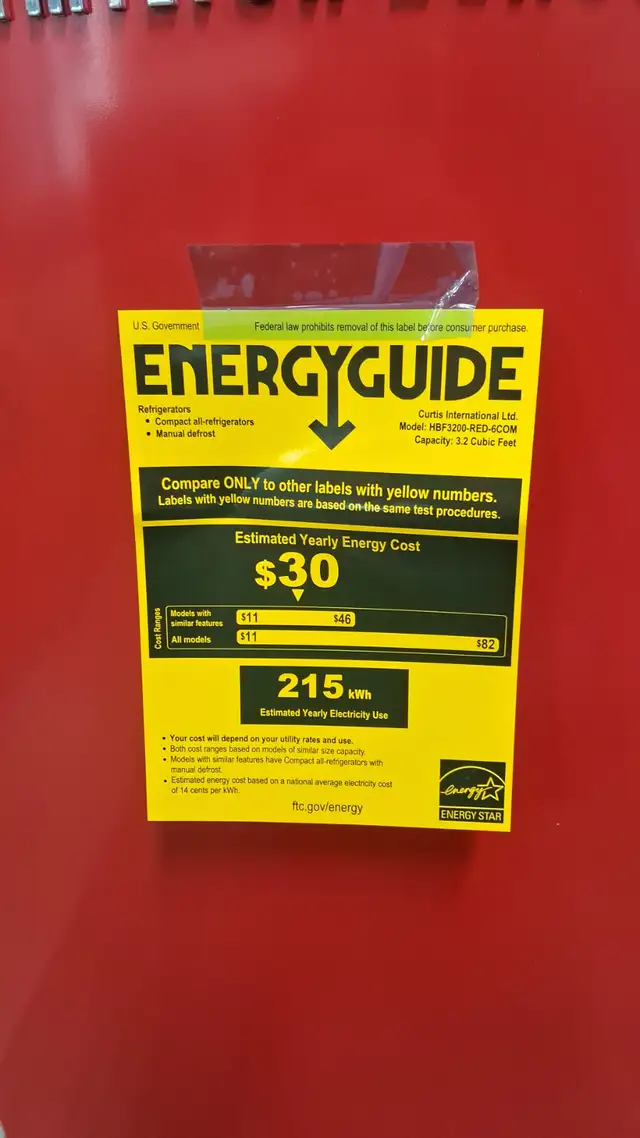 U.S. Government
Federal law prohibits removal of this label before consumer purchase.
ENERGYGUIDE
Refrigerators
• Compact all-refrigerators
• Manual defrost
Curtis International Ltd.
Model: HBF3200-RED-6COM
Capacity: 3.2 Cubic Feet
Compare ONLY to other labels with yellow numbers.
Labels with yellow numbers are based on the same test procedures.
Estimated Yearly Energy Cost
$30
Cost Ranges
Models with
similar features
$11 $46
All models
$11 $82
215 kWh
Estimated Yearly Electricity Use
• Your cost will depend on your utility rates and use.
• Both cost ranges based on models of similar size capacity.
• Models with similar features have Compact all-refrigerators with
manual defrost.
• Estimated energy cost based on a national average electricity cost
of 14 cents per kWh.
ftc.gov/energy
energy
ENERGY STAR